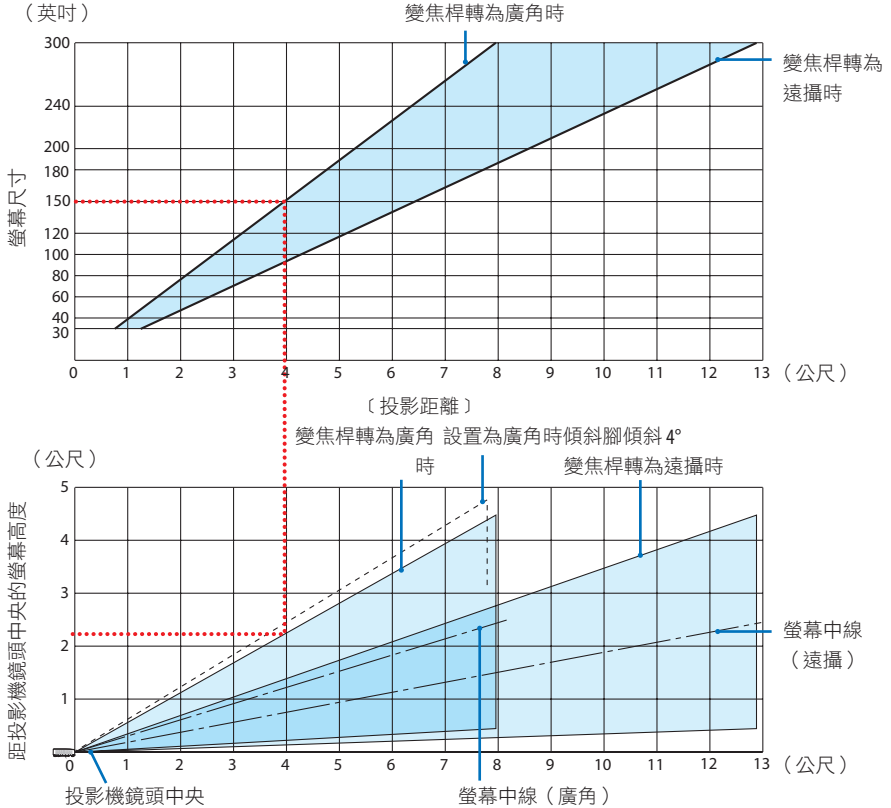 （英吋）
變焦桿轉為廣角時
變焦桿轉為
遠攝時
螢幕尺寸
300
240
200
180
150
120
100
80
60
40
30
0 1 2 3 4 5 6 7 8 9 10 11 12 13 （公尺）
〔投影距離〕
變焦桿轉為廣角
時
設置為廣角時傾斜腳傾斜 4°
變焦桿轉為遠攝時
（公尺）
距投影機鏡頭中央的螢幕高度
5
4
3
2
1
螢幕中線
（遠攝）
0 1 2 3 4 5 6 7 8 9 10 11 12 13 （公尺）
投影機鏡頭中央
螢幕中線（廣角）